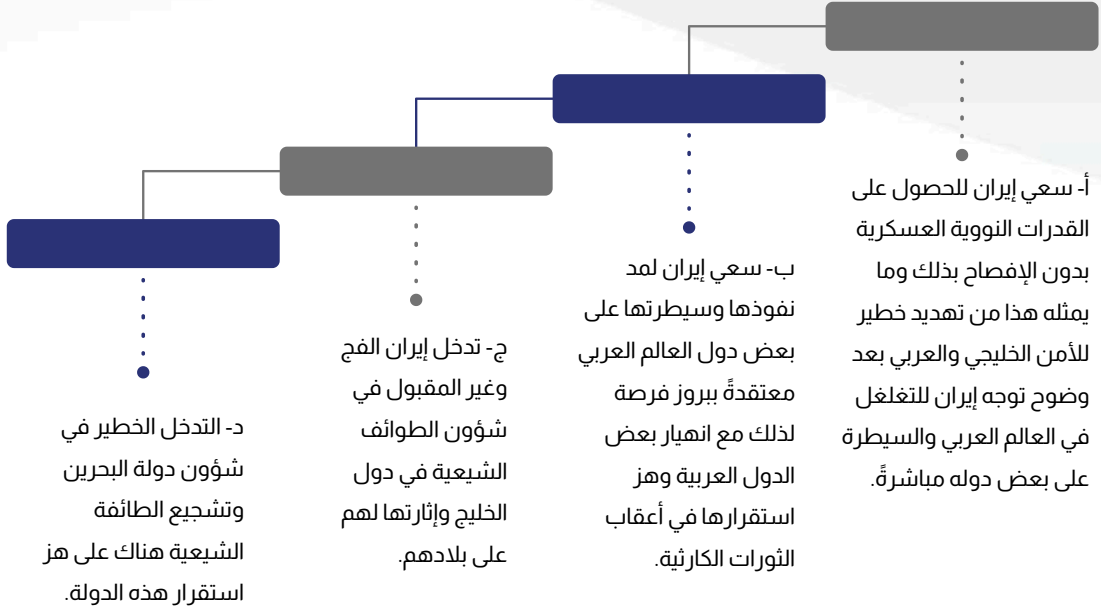 أ- سعي إيران للحصول على
القدرات النووية العسكرية
بدون الإفصاح بذلك وما
يمثله هذا من تهديد خطير
للأمن الخليجي والعربي بعد
وضوح توجه إيران للتغلغل
في العالم العربي والسيطرة
على بعض دوله مباشرةً.
ب- سعي إيران لمد
نفوذها وسيطرتها على
بعض دول العالم العربي
معتقدةً ببروز فرصة
لذلك مع انهيار بعض
الدول العربية وهز
استقرارها في أعقاب
الثورات الكارثية.
ج- تدخل إيران الفج
وغير المقبول في
شؤون الطوائف
الشيعية في دول
الخليج وإثارتها لهم
على بلادهم.
د- التدخل الخطير في
شؤون دولة البحرين
وتشجيع الطائفة
الشيعية هناك على هز
استقرار هذه الدولة.